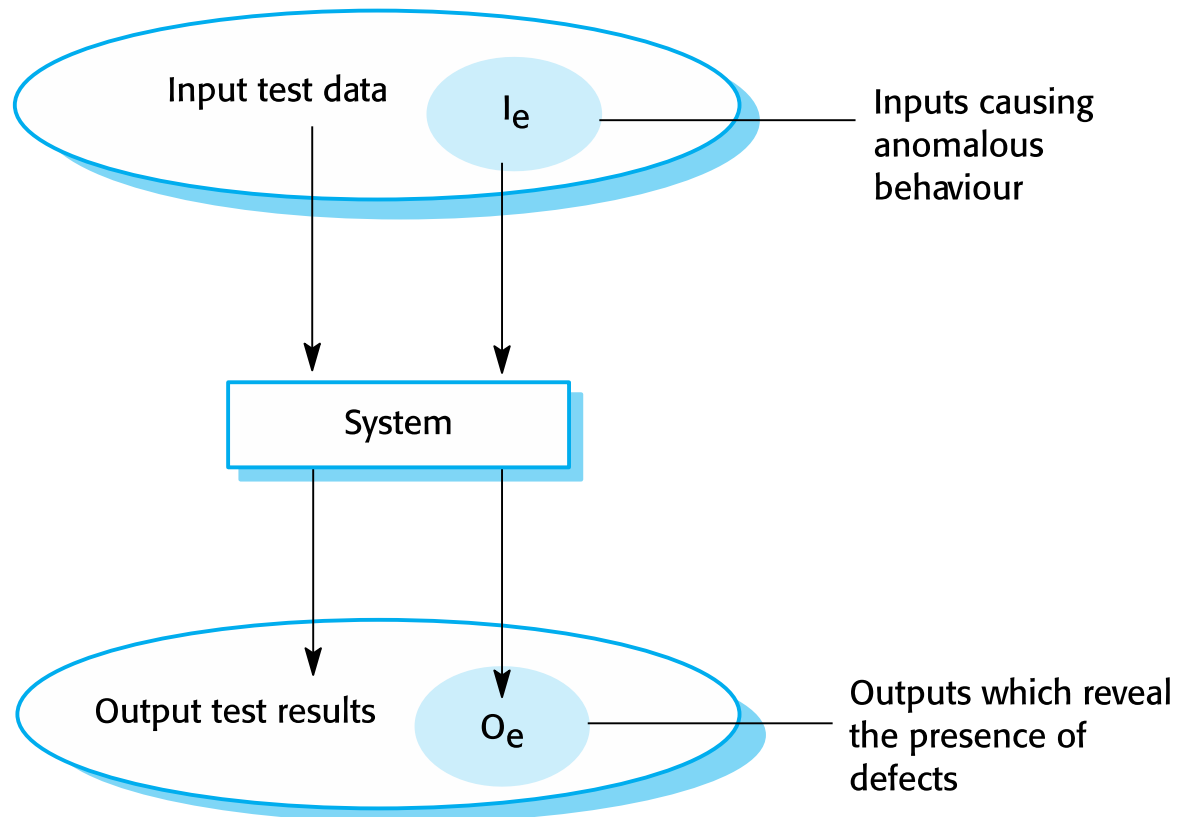 Input test data
Ie
Inputs causing
anomalous
behaviour
System
Output test results
Oe
Outputs which reveal
the presence of
defects